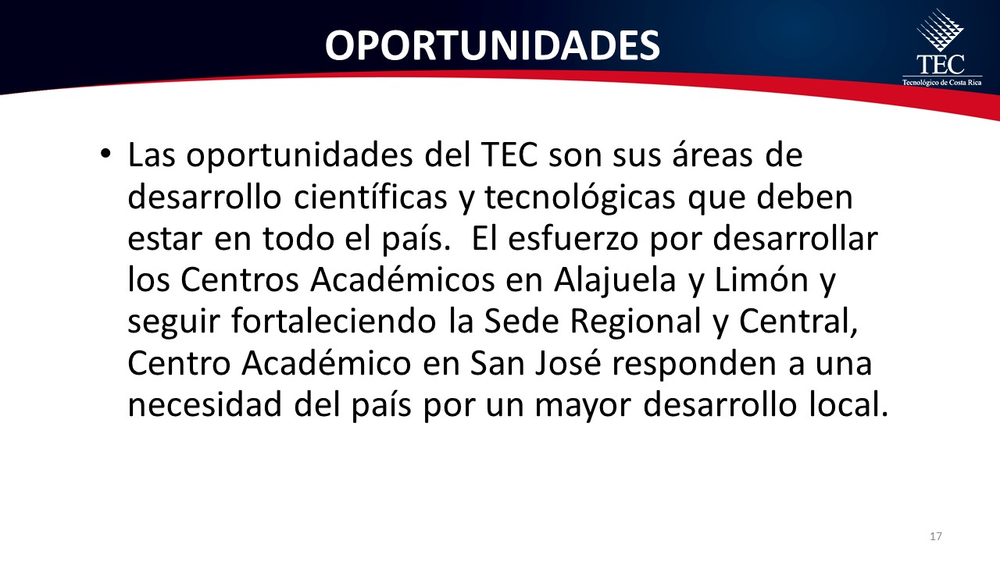 OPORTUNIDADES
TEC
Tecnológico de Costa Rica
• Las oportunidades del TEC son sus áreas de
desarrollo científicas y tecnológicas que deben
estar en todo el país.  El esfuerzo por desarrollar
los Centros Académicos en Alajuela y Limón y
seguir fortaleciendo la Sede Regional y Central,
Centro Académico en San José responden a una
necesidad del país por un mayor desarrollo local.
17